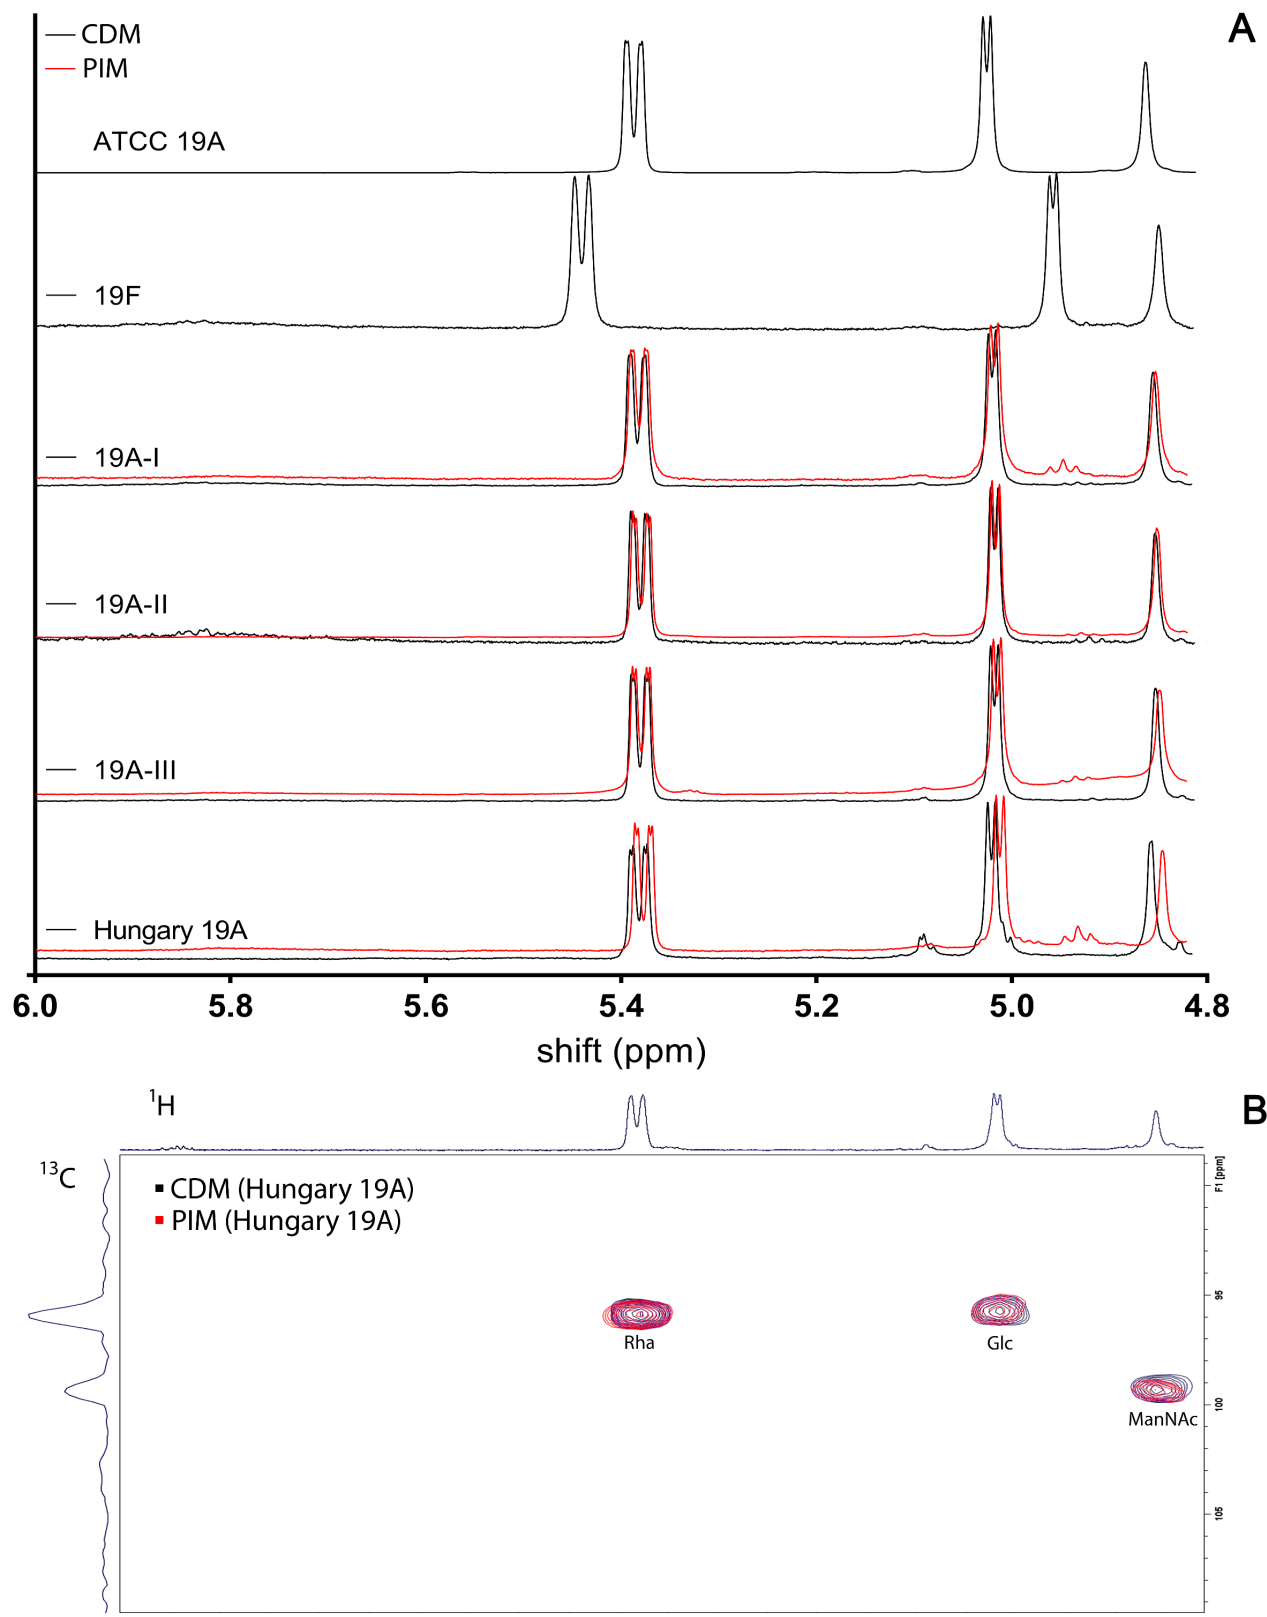 A
CDM
PIM
ATCC 19A
19F
19A-I
19A-II
19A-III
Hungary 19A
6.0 5.8 5.6 5.4 5.2 5.0 4.8
shift (ppm)
¹H
B
¹³C
F1 [ppm]
CDM (Hungary 19A)
PIM (Hungary 19A)
95
Rha Glc
100
ManNAc
105